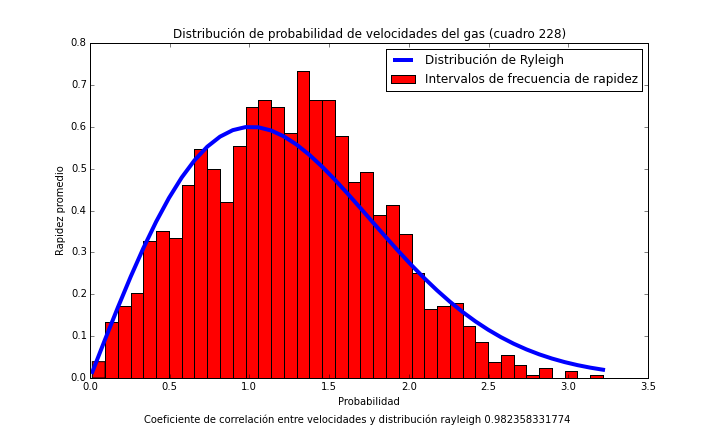 Distribución de probabilidad de velocidades del gas (cuadro 228)
Distribución de Ryleigh
Intervalos de frecuencia de rapidez
Rapidez promedio
0.8
0.7
0.6
0.5
0.4
0.3
0.2
0.1
0.0
0.0 0.5 1.0 1.5 2.0 2.5 3.0 3.5
Probabilidad
Coeficiente de correlación entre velocidades y distribución rayleigh 0.982358331774